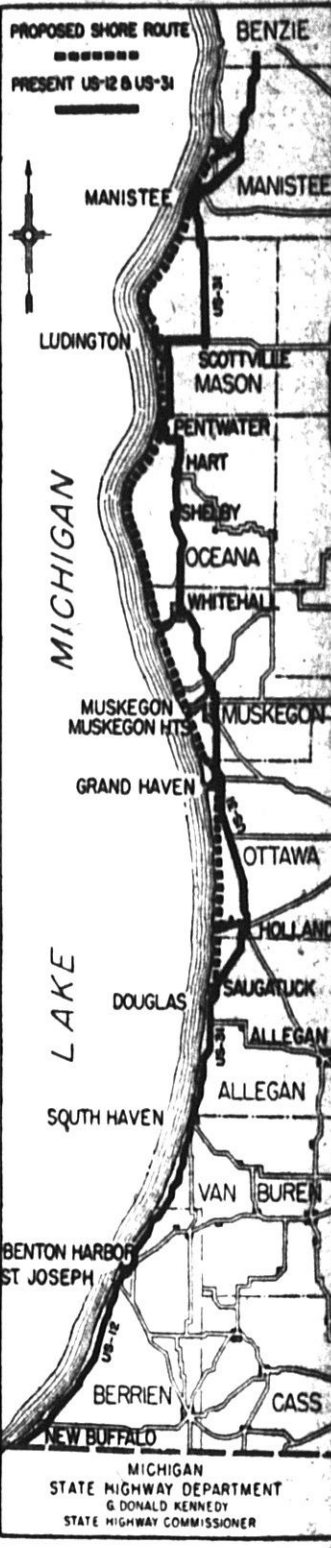 PROPOSED SHORE ROUTE
BENZIE
PRESENT US-12 & US-31
MANISTEE
MANISTEE
US-31
LUDINGTON
SCOTTVILLE
MASON
PENTWATER
HART
SHELBY
OCEANA
WHITEHALL
LAKE MICHIGAN
MUSKEGON
MUSKEGON
MUSKEGON HTS
GRAND HAVEN
OTTAWA
HOLLAND
SAUGATUCK
DOUGLAS
ALLEGAN
US-31
ALLEGAN
SOUTH HAVEN
VAN BUREN
BENTON HARBOR
ST JOSEPH
US-12
BERRIEN
CASS
NEW BUFFALO
MICHIGAN
STATE HIGHWAY DEPARTMENT
G. DONALD KENNEDY
STATE HIGHWAY COMMISSIONER